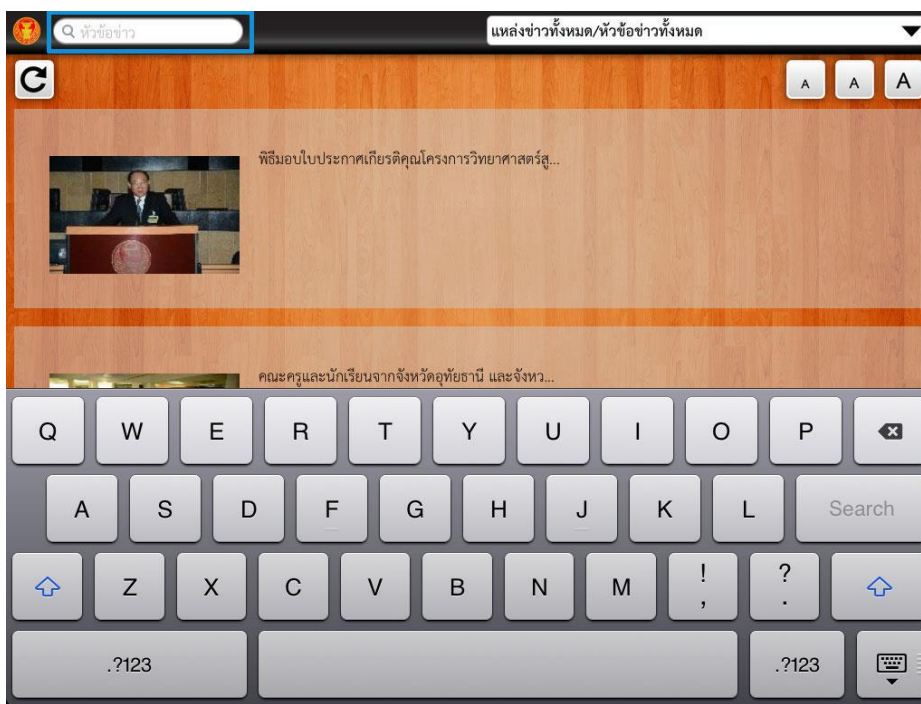 หัวข้อข่าว
แหล่งข่าวทั้งหมด/หัวข้อข่าวทั้งหมด
A A A
พิธีมอบใบประกาศเกียรติคุณโครงการวิทยาศาสตร์สู...
คณะครูและนักเรียนจากจังหวัดอุทัยธานี และจังหว...
Q W E R T Y U I O P
A S D F G H J K L Search
Z X C V B N M ! , ? .
.?123 .?123